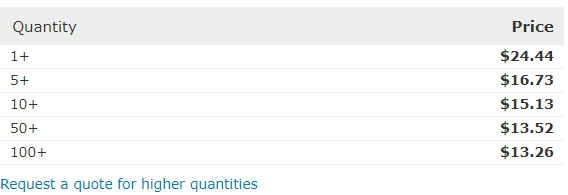 Quantity Price
1+ $24.44
5+ $16.73
10+ $15.13
50+ $13.52
100+ $13.26
Request a quote for higher quantities